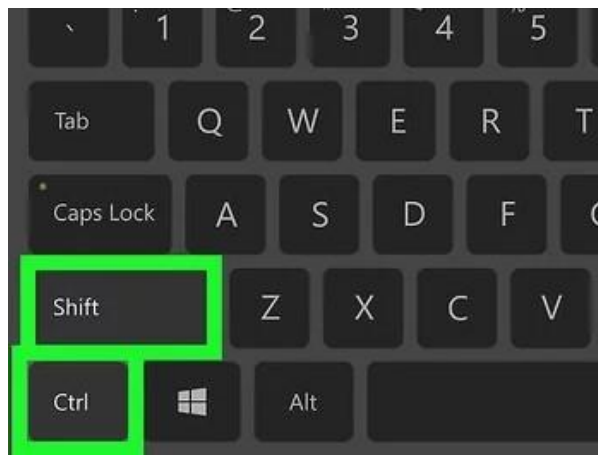 ` 1 2 3 4 5
Tab Q W E R T
Caps Lock A S D F
Shift Z X C V
Ctrl Alt